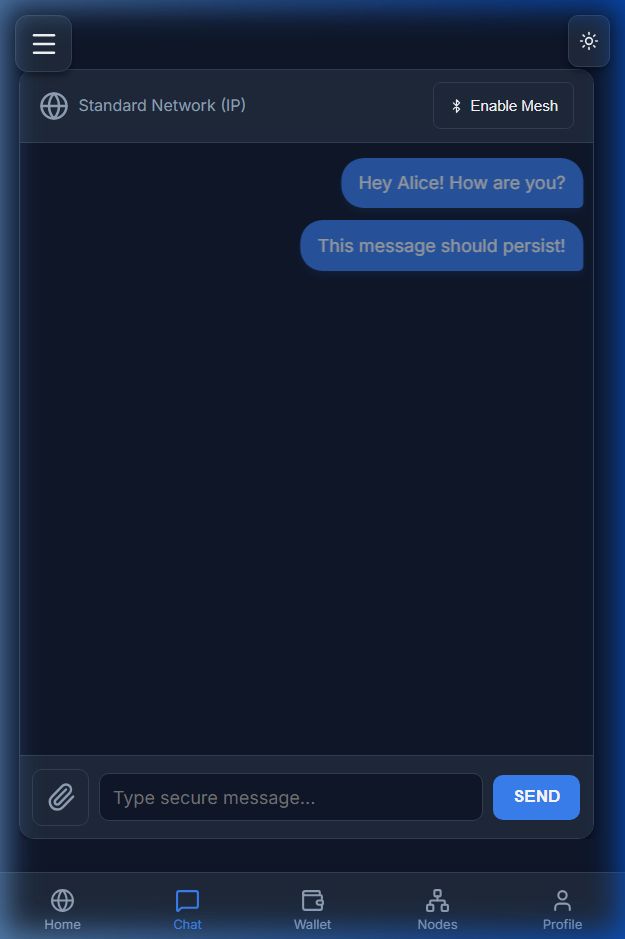 Standard Network (IP)
Enable Mesh
Hey Alice! How are you?
This message should persist!
Type secure message...
SEND
Home
Chat
Wallet
Nodes
Profile